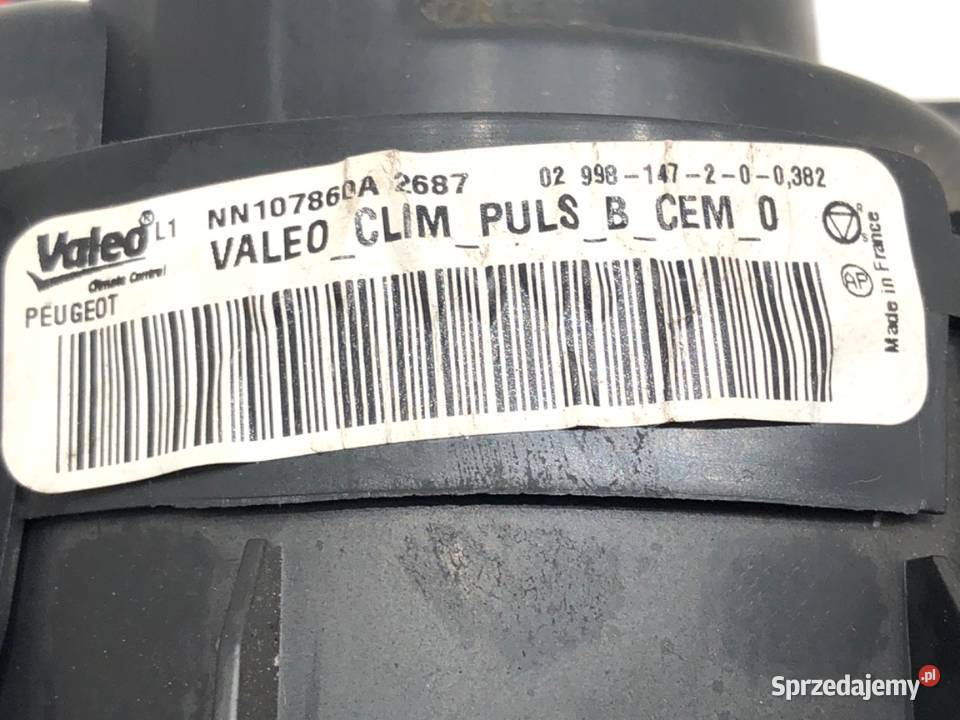 Valeo® L1 NN107860A 2687 02 998-147-2-0-0,382
Climate Control
VALEO_CLIM_PULS_B_CEM_0
PEUGEOT
AP
Made in France
Sprzedajemy.pl